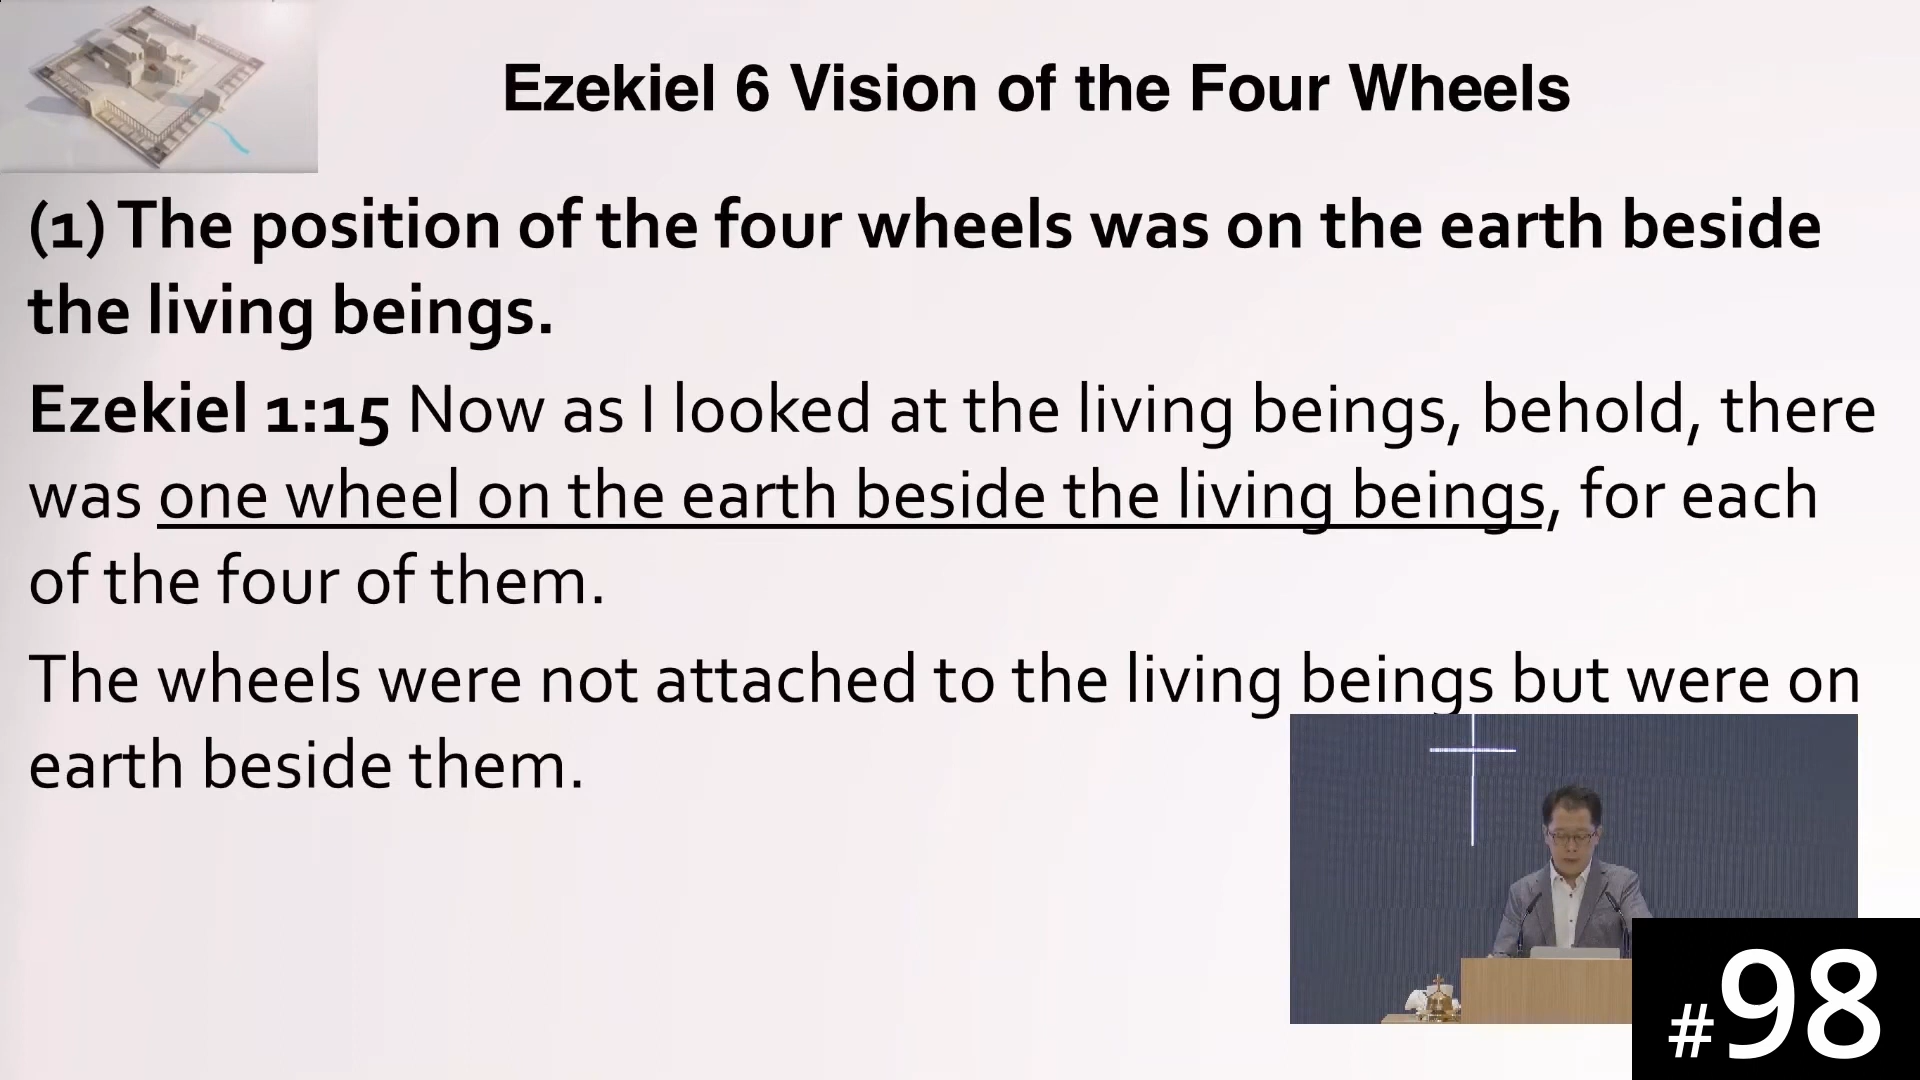 Ezekiel 6 Vision of the Four Wheels
(1) The position of the four wheels was on the earth beside
the living beings.
Ezekiel 1:15 Now as I looked at the living beings, behold, there
was one wheel on the earth beside the living beings, for each
of the four of them.
The wheels were not attached to the living beings but were on
earth beside them.
#98